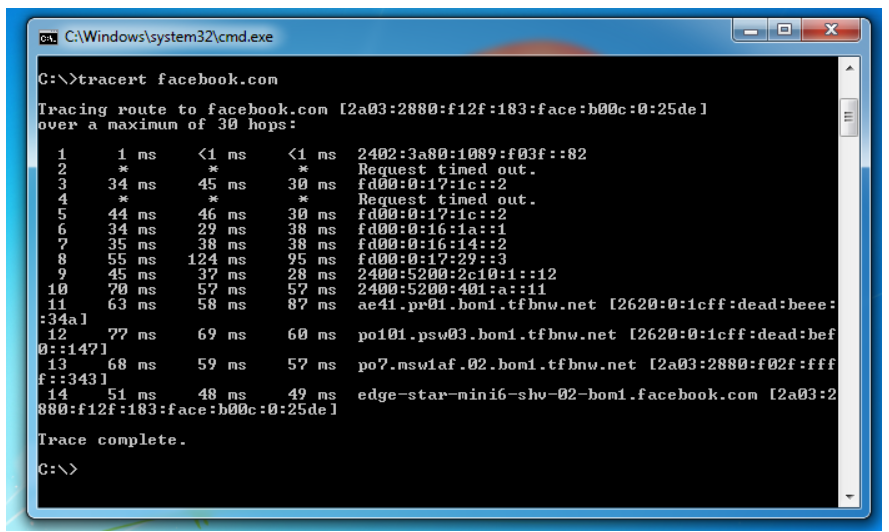 C:\Windows\system32\cmd.exe
C:\>tracert facebook.com
Tracing route to facebook.com [2a03:2880:f12f:183:face:b00c:0:25de]
over a maximum of 30 hops:
1 1 ms <1 ms <1 ms 2402:3a80:1089:f03f::82
2 * * * Request timed out.
3 34 ms 45 ms 30 ms fd00:0:17:1c::2
4 * * * Request timed out.
5 44 ms 46 ms 30 ms fd00:0:17:1c::2
6 34 ms 29 ms 38 ms fd00:0:16:1a::1
7 35 ms 38 ms 38 ms fd00:0:16:14::2
8 55 ms 124 ms 95 ms fd00:0:17:29::3
9 45 ms 37 ms 28 ms 2400:5200:2c10:1::12
10 70 ms 57 ms 57 ms 2400:5200:401:a::11
11 63 ms 58 ms 87 ms ae41.pr01.bom1.tfbnw.net [2620:0:1cff:dead:beee:
:34a]
12 77 ms 69 ms 60 ms po101.psw03.bom1.tfbnw.net [2620:0:1cff:dead:bef
0::147]
13 68 ms 59 ms 57 ms po7.msw1af.02.bom1.tfbnw.net [2a03:2880:f02f:fff
f::343]
14 51 ms 48 ms 49 ms edge-star-mini6-shv-02-bom1.facebook.com [2a03:2
880:f12f:183:face:b00c:0:25de]
Trace complete.
C:\>